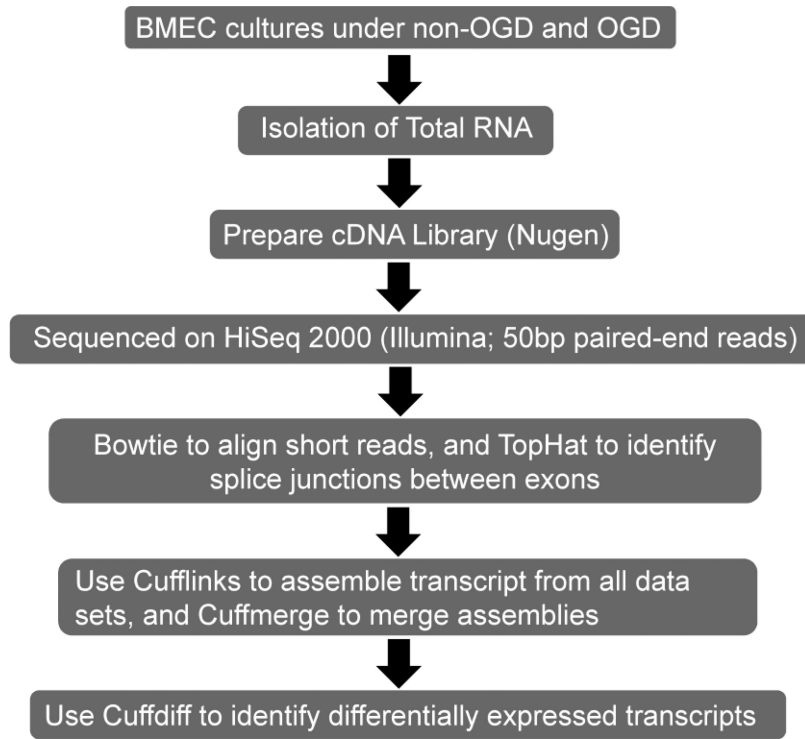 BMEC cultures under non-OGD and OGD
Isolation of Total RNA
Prepare cDNA Library (Nugen)
Sequenced on HiSeq 2000 (Illumina; 50bp paired-end reads)
Bowtie to align short reads, and TopHat to identify
splice junctions between exons
Use Cufflinks to assemble transcript from all data
sets, and Cuffmerge to merge assemblies
Use Cuffdiff to identify differentially expressed transcripts